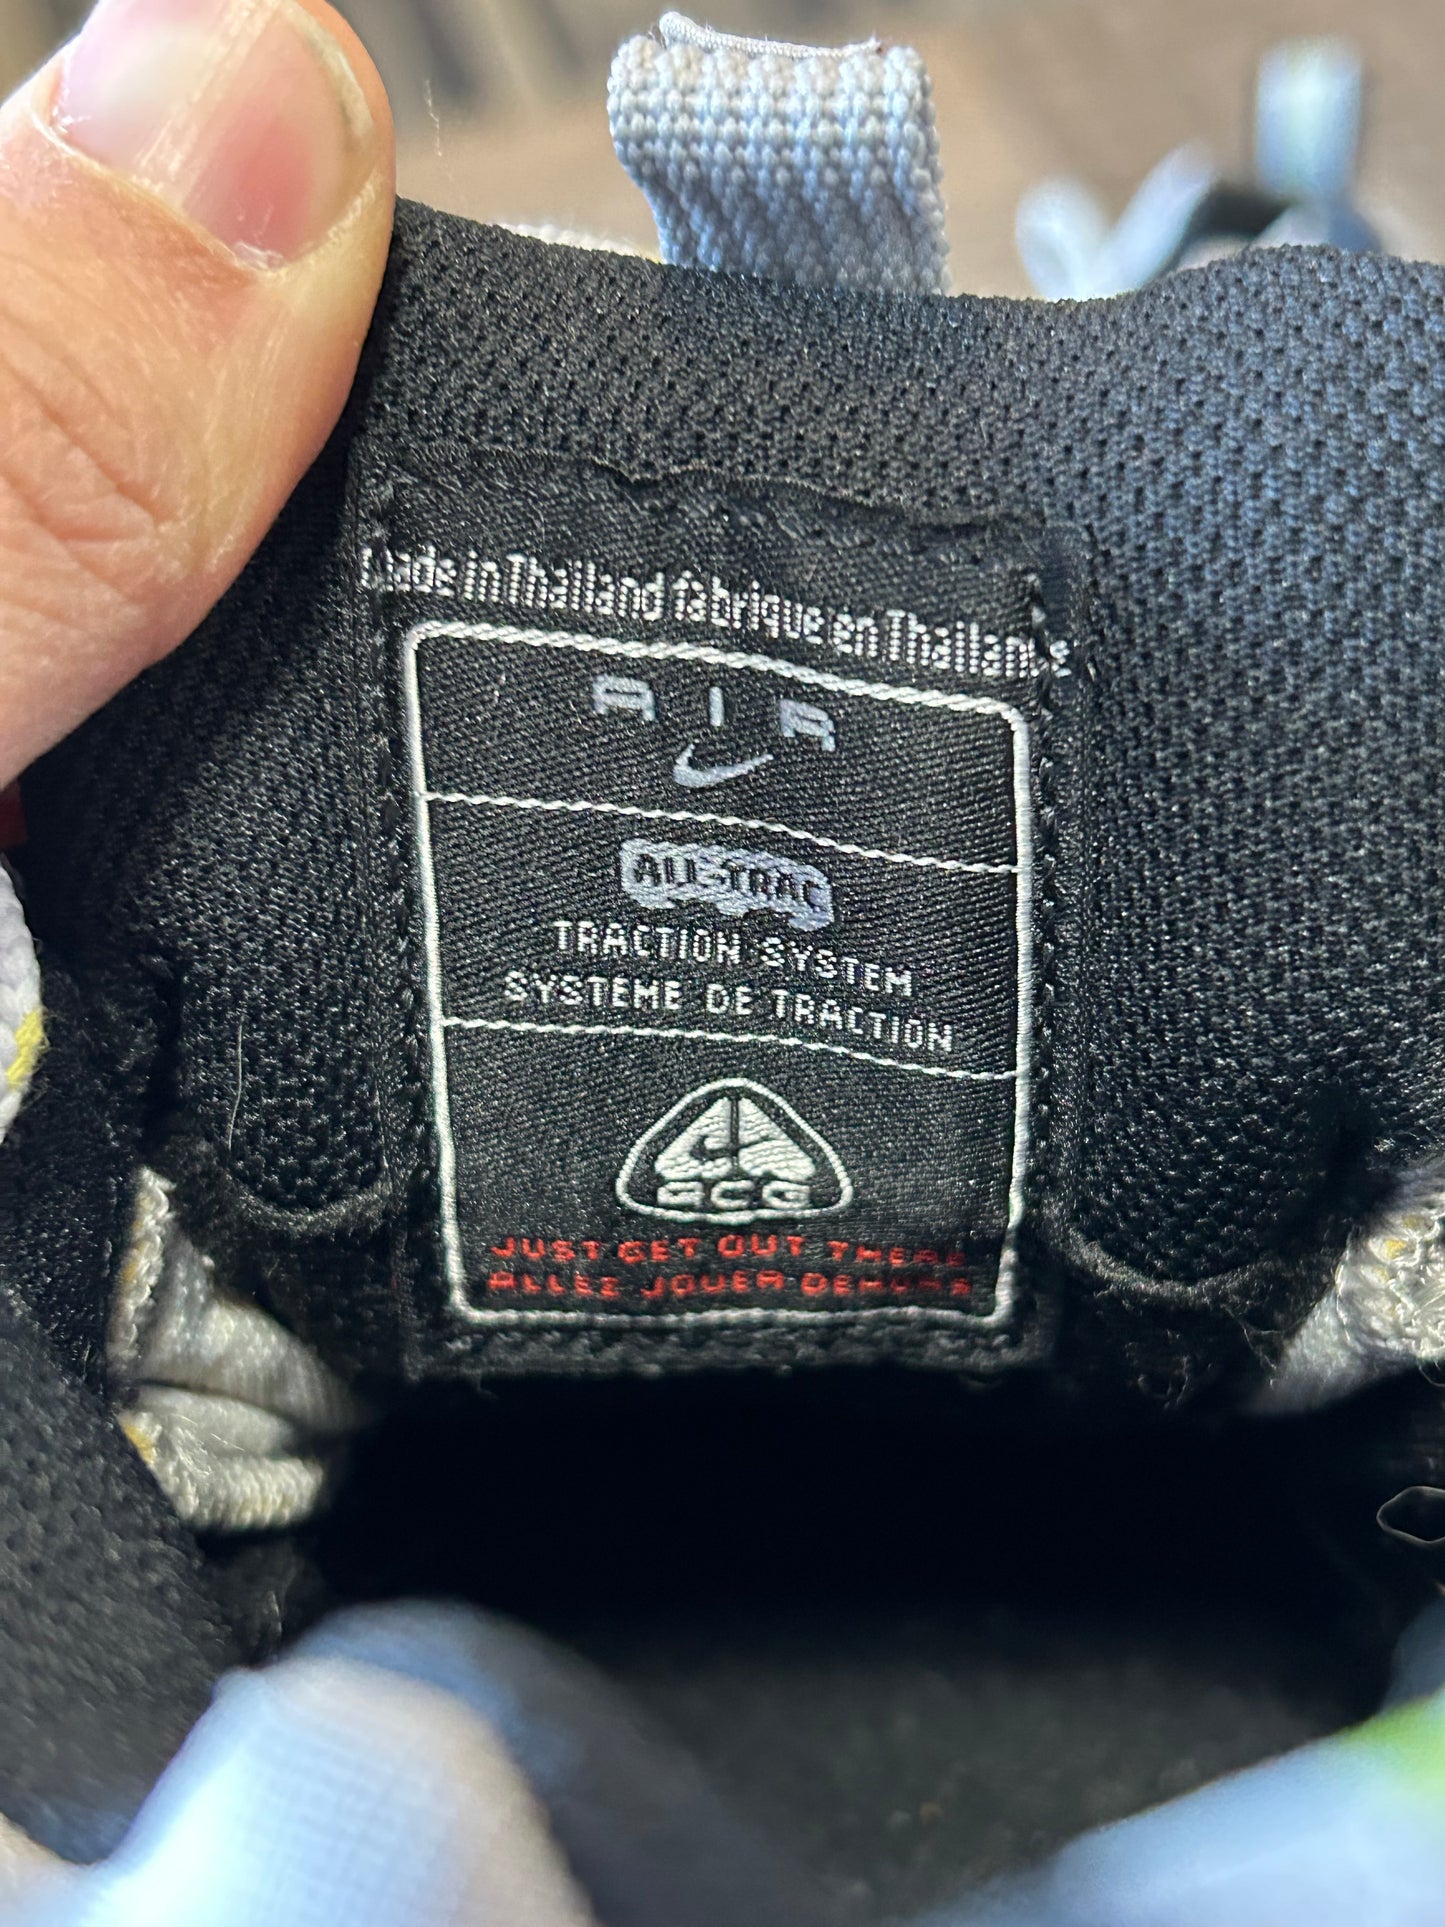 Made in Thailand fabrique en Thailande
AIR
ALL TRAC
TRACTION SYSTEM
SYSTEME DE TRACTION
ACG
JUST GET OUT THERE
ALLEZ JOUER DEHORS